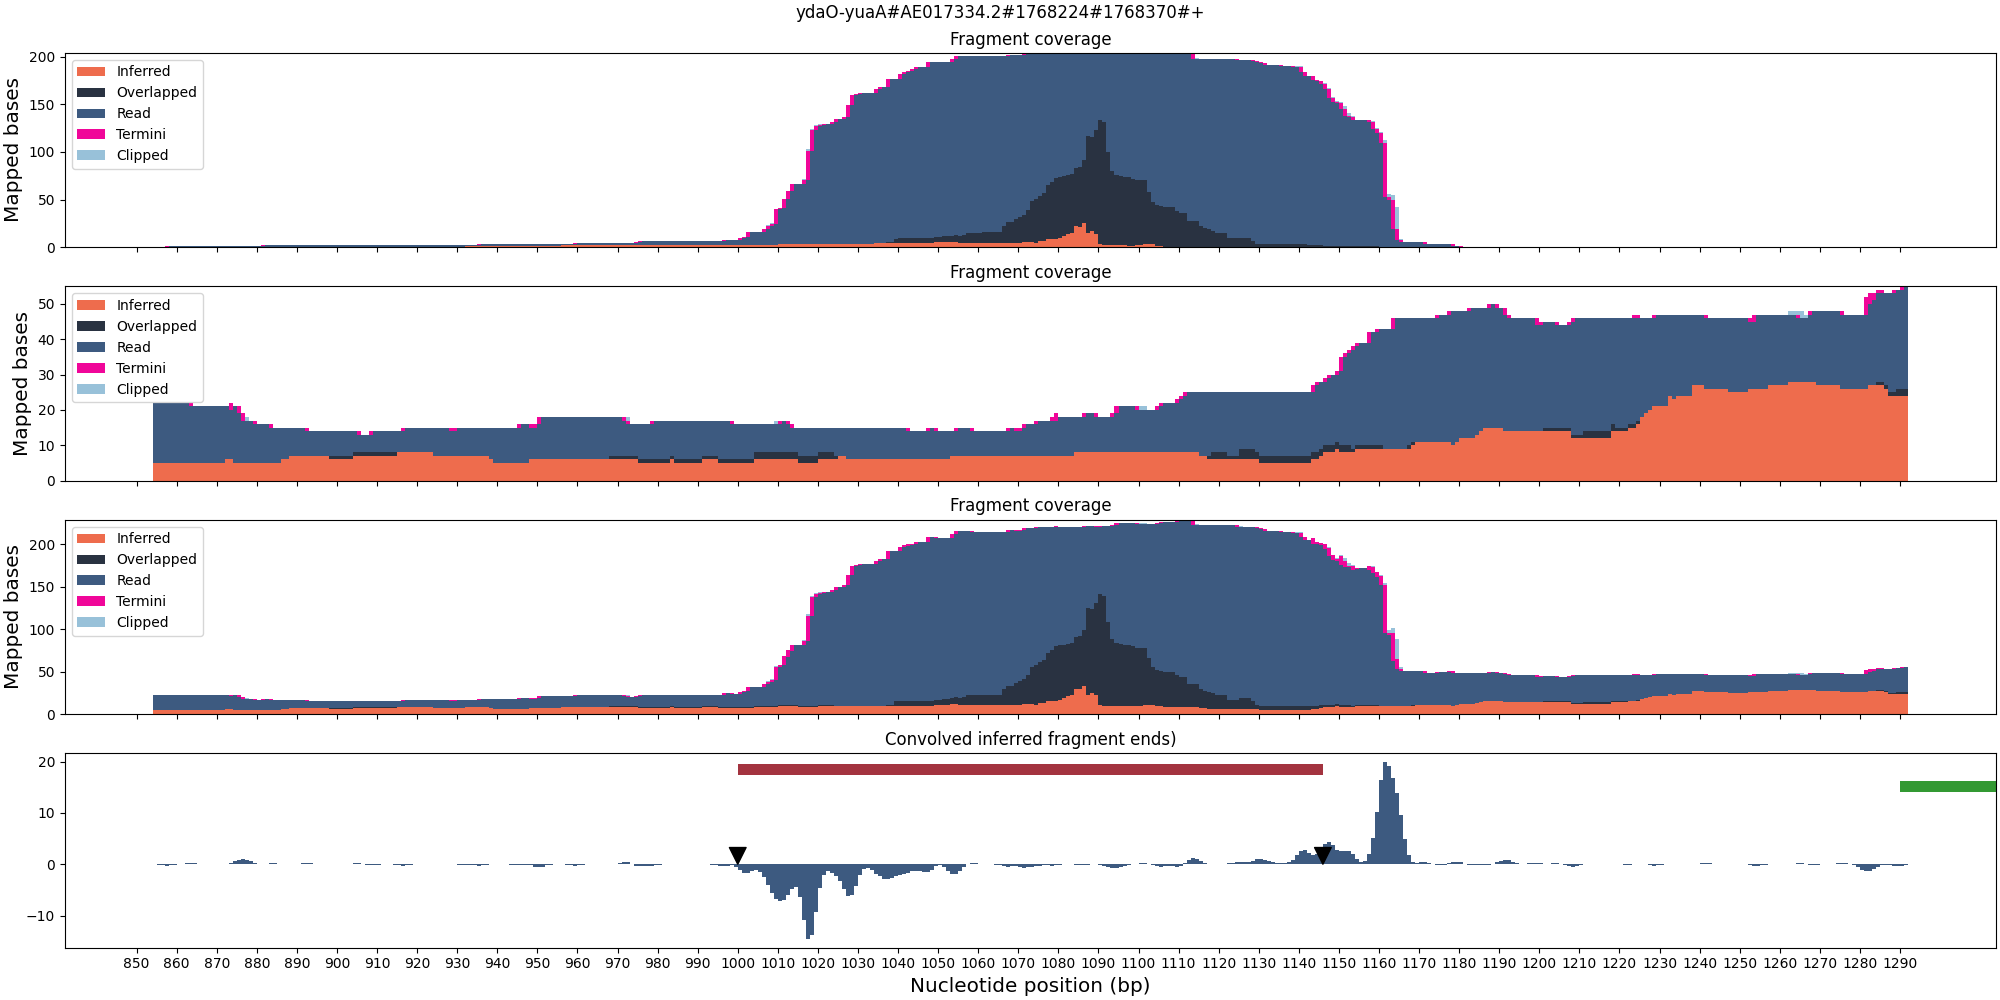 ydaO-yuaA#AE017334.2#1768224#1768370#+
Fragment coverage
Mapped bases
200
150
100
50
0
Inferred
Overlapped
Read
Termini
Clipped
Fragment coverage
Mapped bases
50
40
30
20
10
0
Inferred
Overlapped
Read
Termini
Clipped
Fragment coverage
Mapped bases
200
150
100
50
0
Inferred
Overlapped
Read
Termini
Clipped
Convolved inferred fragment ends)
20
10
0
−10
850 860 870 880 890 900 910 920 930 940 950 960 970 980 990 1000 1010 1020 1030 1040 1050 1060 1070 1080 1090 1100 1110 1120 1130 1140 1150 1160 1170 1180 1190 1200 1210 1220 1230 1240 1250 1260 1270 1280 1290
Nucleotide position (bp)